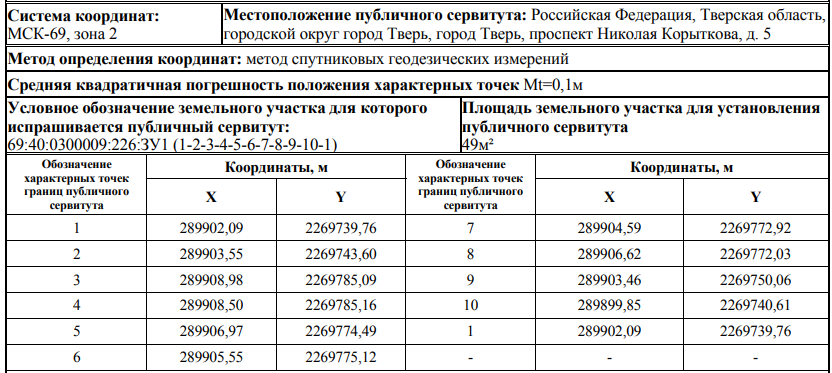 Система координат:
МСК-69, зона 2
Местоположение публичного сервитута: Российская Федерация, Тверская область,
городской округ город Тверь, город Тверь, проспект Николая Корыткова, д. 5
Метод определения координат: метод спутниковых геодезических измерений
Средняя квадратичная погрешность положения характерных точек Mt=0,1м
Условное обозначение земельного участка для которого
испрашивается публичный сервитут:
69:40:0300009:226:ЗУ1 (1-2-3-4-5-6-7-8-9-10-1)
Площадь земельного участка для установления
публичного сервитута
49м²
Обозначение
характерных точек
границ публичного
сервитута
Координаты, м
X
Y
Обозначение
характерных точек
границ публичного
сервитута
Координаты, м
X
Y
1 289902,09 2269739,76 7 289904,59 2269772,92
2 289903,55 2269743,60 8 289906,62 2269772,03
3 289908,98 2269785,09 9 289903,46 2269750,06
4 289908,50 2269785,16 10 289899,85 2269740,61
5 289906,97 2269774,49 1 289902,09 2269739,76
6 289905,55 2269775,12 - - -